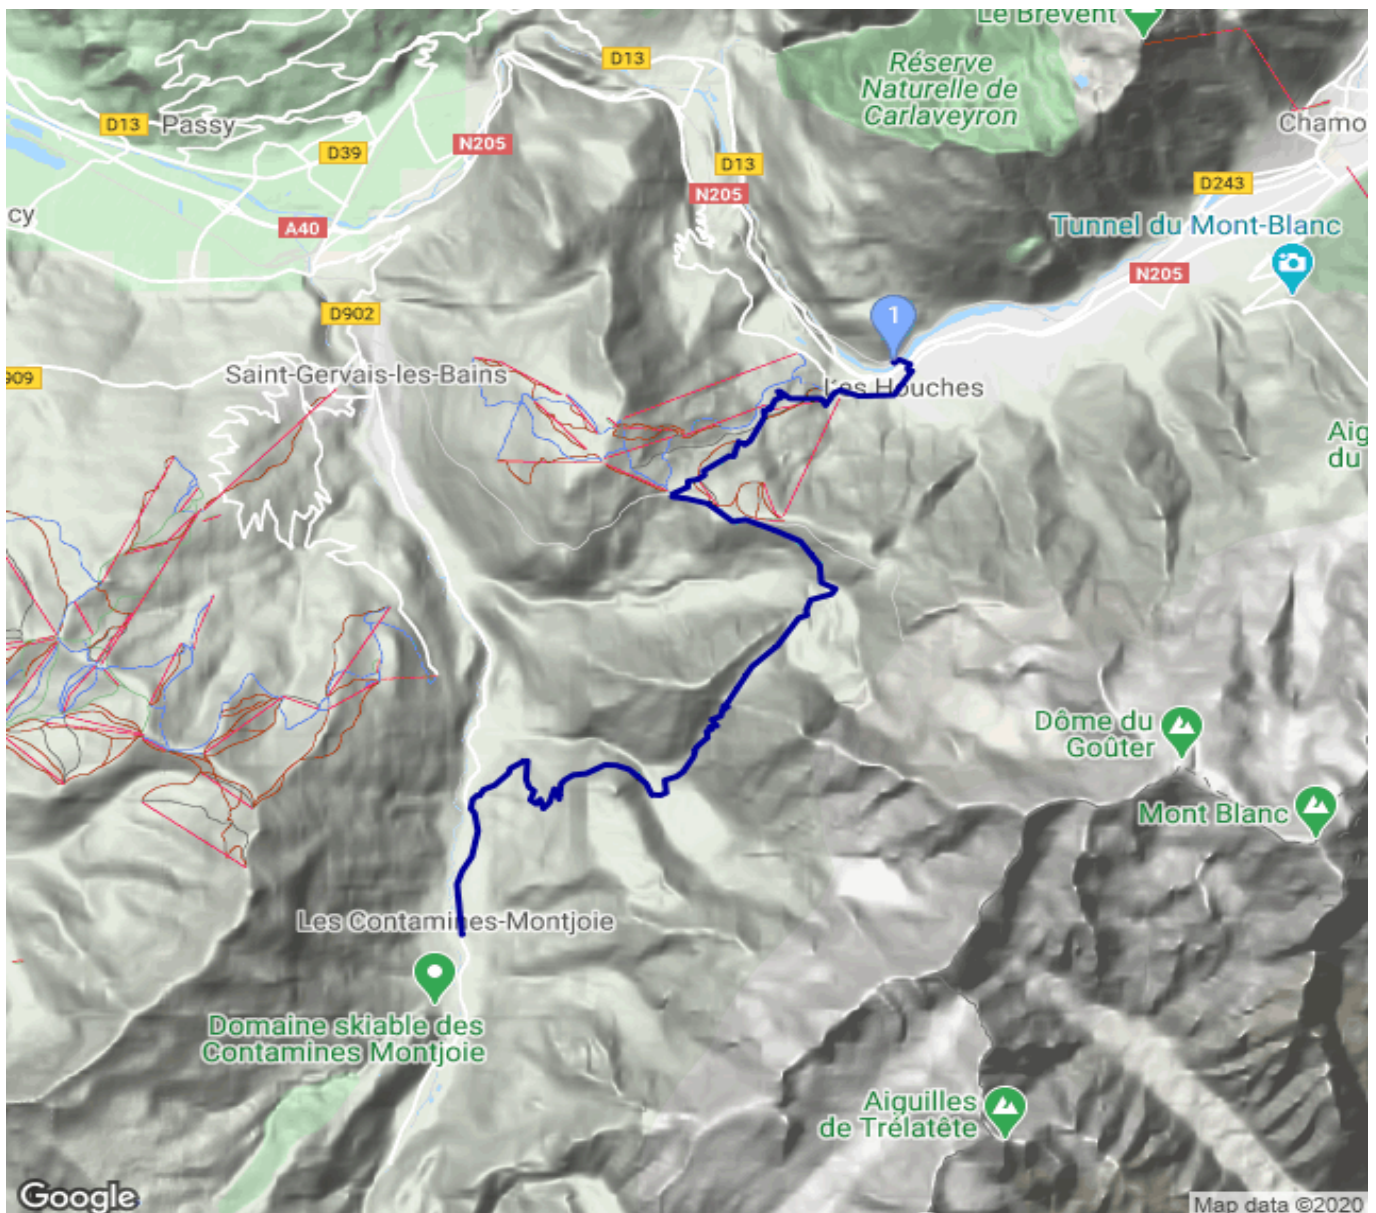 Le Brévent
D13
Réserve
Naturelle de
Carlaveyron
D13
Passy
N205
D39
Chamo
D13
N205
D243
cy
A40
Tunnel du Mont-Blanc
N205
D902
1
909
Saint-Gervais-les-Bains
Les Houches
Aig
du
Dôme du
Goûter
Mont Blanc
Les Contamines-Montjoie
Domaine skiable des
Contamines Montjoie
Aiguilles
de Trélatête
Google
Map data ©2020